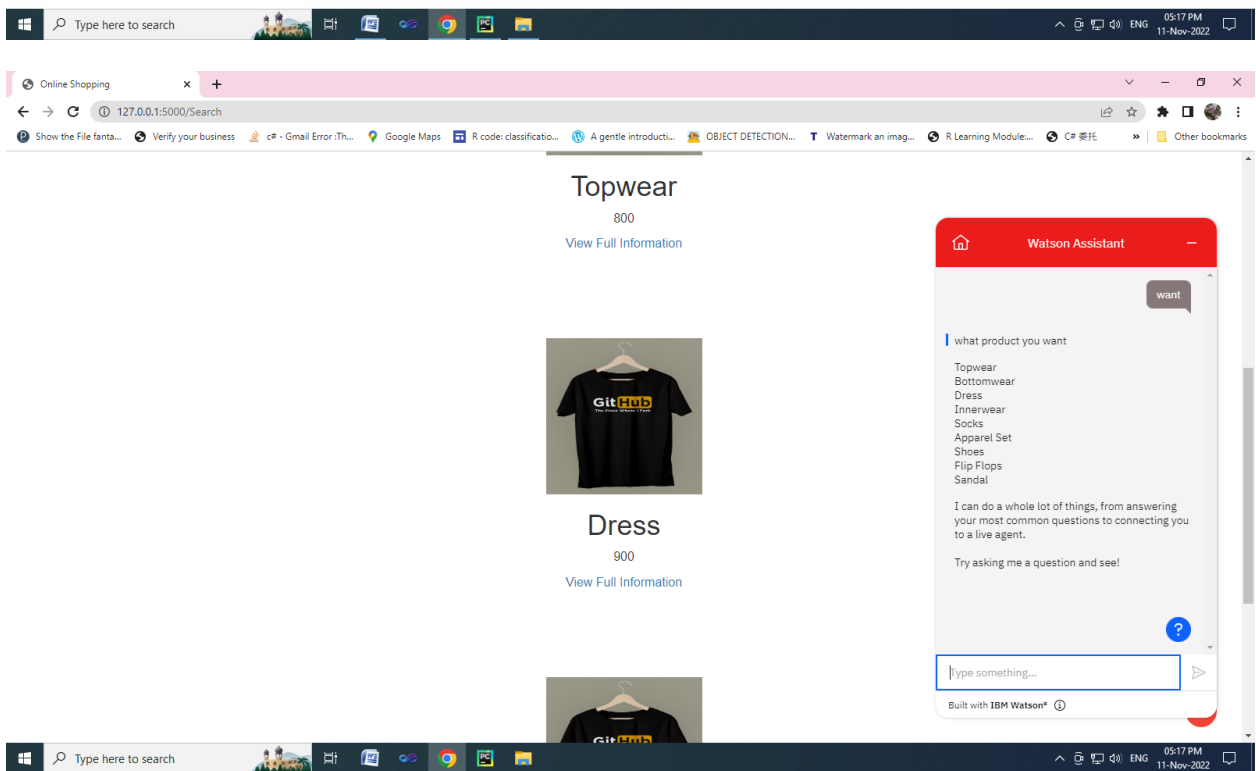 Type here to search
ENG
05:17 PM
11-Nov-2022
Online Shopping
127.0.0.1:5000/Search
Show the File fanta...
Verify your business
c# - Gmail Error :Th...
Google Maps
R code: classificatio...
A gentle introducti...
OBJECT DETECTION...
Watermark an imag...
R Learning Module:...
C# 委托
Other bookmarks
Topwear
800
View Full Information
GitHub
Dress
900
View Full Information
GitHub
Watson Assistant
want
what product you want
Topwear
Bottomwear
Dress
Innerwear
Socks
Apparel Set
Shoes
Flip Flops
Sandal
I can do a whole lot of things, from answering
your most common questions to connecting you
to a live agent.
Try asking me a question and see!
Type something...
Built with IBM Watson®
Type here to search
ENG
05:17 PM
11-Nov-2022